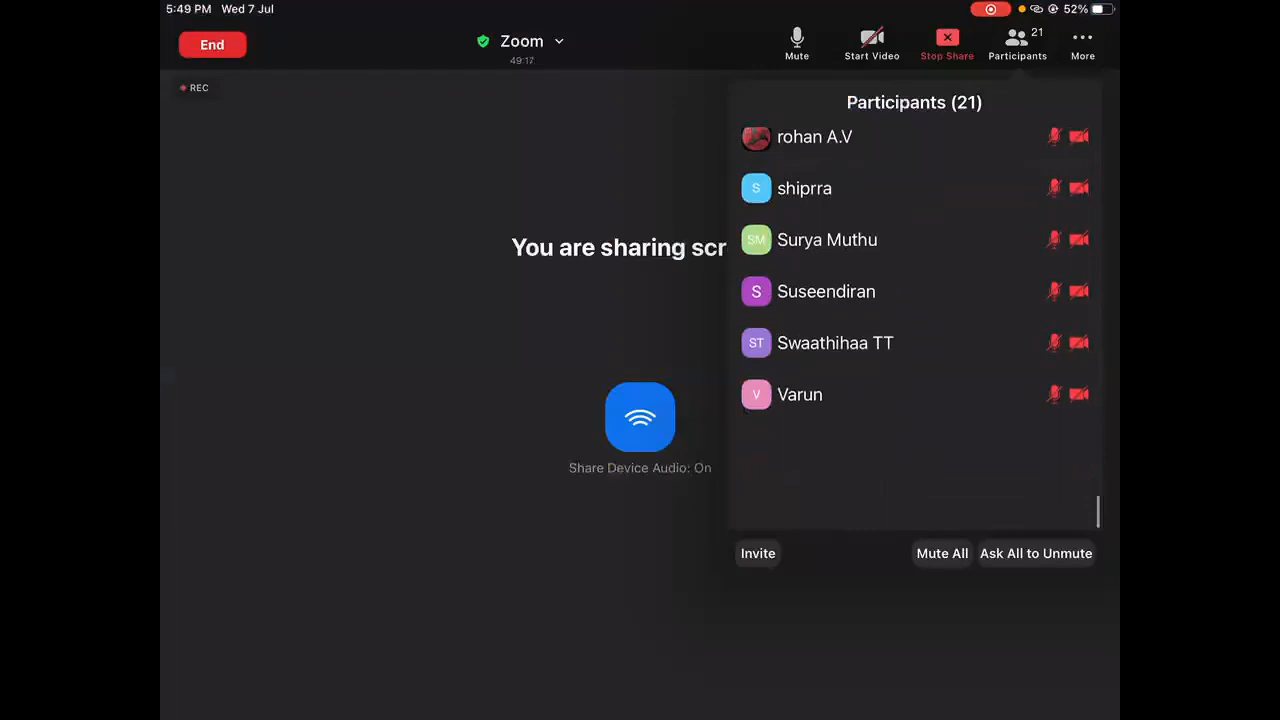 5:49 PM Wed 7 Jul 52%
End
Zoom
49:17
Mute
Start Video
Stop Share
Participants
21
More
REC
Participants (21)
rohan A.V
S shiprra
SM Surya Muthu
S Suseendiran
ST Swaathihaa TT
V Varun
You are sharing scr
Share Device Audio: On
Invite
Mute All
Ask All to Unmute